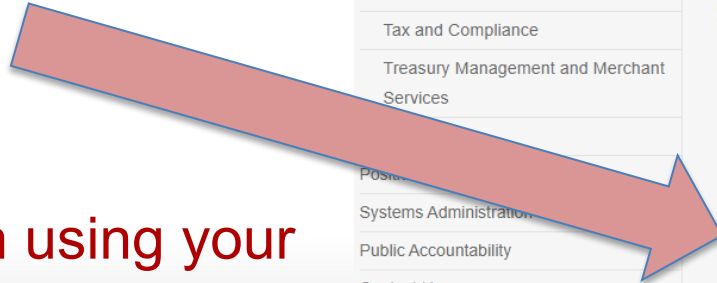 Tax and Compliance
Treasury Management and Merchant
Services
Systems Administration
Public Accountability
using your